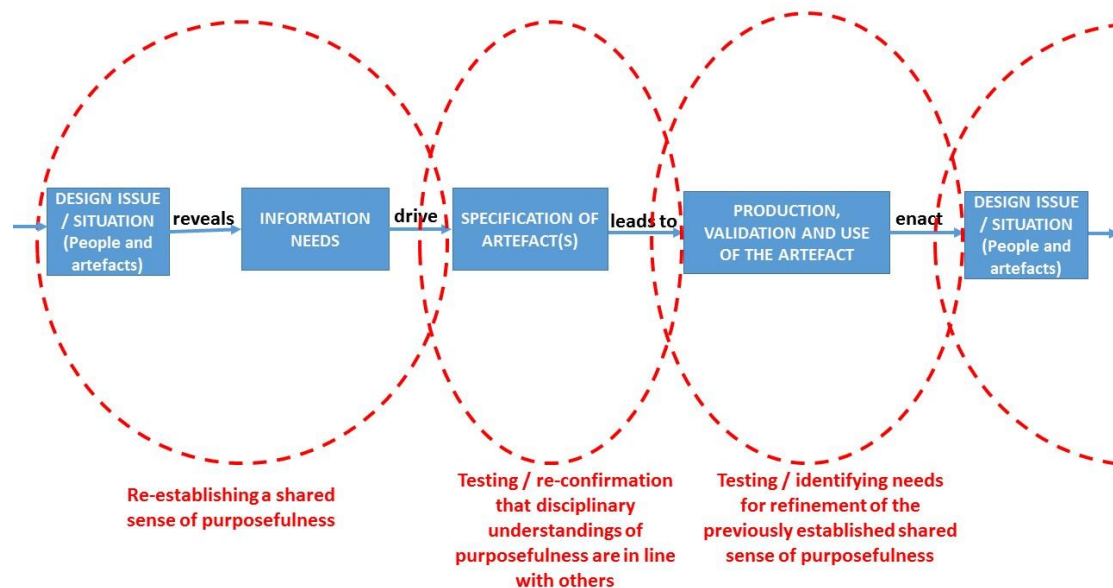 DESIGN ISSUE
/ SITUATION
(People and
artefacts)
reveals
INFORMATION
NEEDS
drive
SPECIFICATION OF
ARTEFACT(S)
leads to
PRODUCTION,
VALIDATION AND USE
OF THE ARTEFACT
enact
DESIGN ISSUE
/ SITUATION
(People and
artefacts)
Re-establishing a shared
sense of purposefulness
Testing / re-confirmation
that disciplinary
understandings of
purposefulness are in line
with others
Testing / identifying needs
for refinement of the
previously established shared
sense of purposefulness